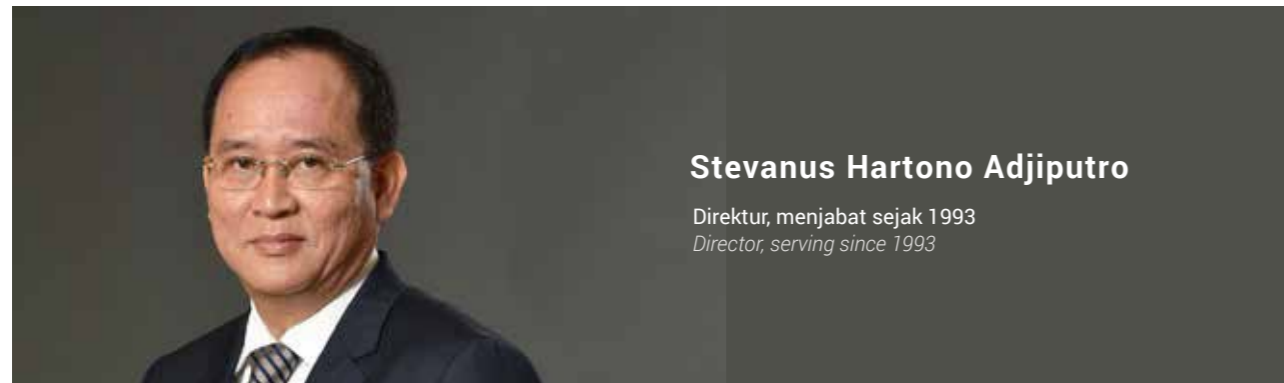 Stevanus Hartono Adjiputro
Direktur, menjabat sejak 1993
Director, serving since 1993